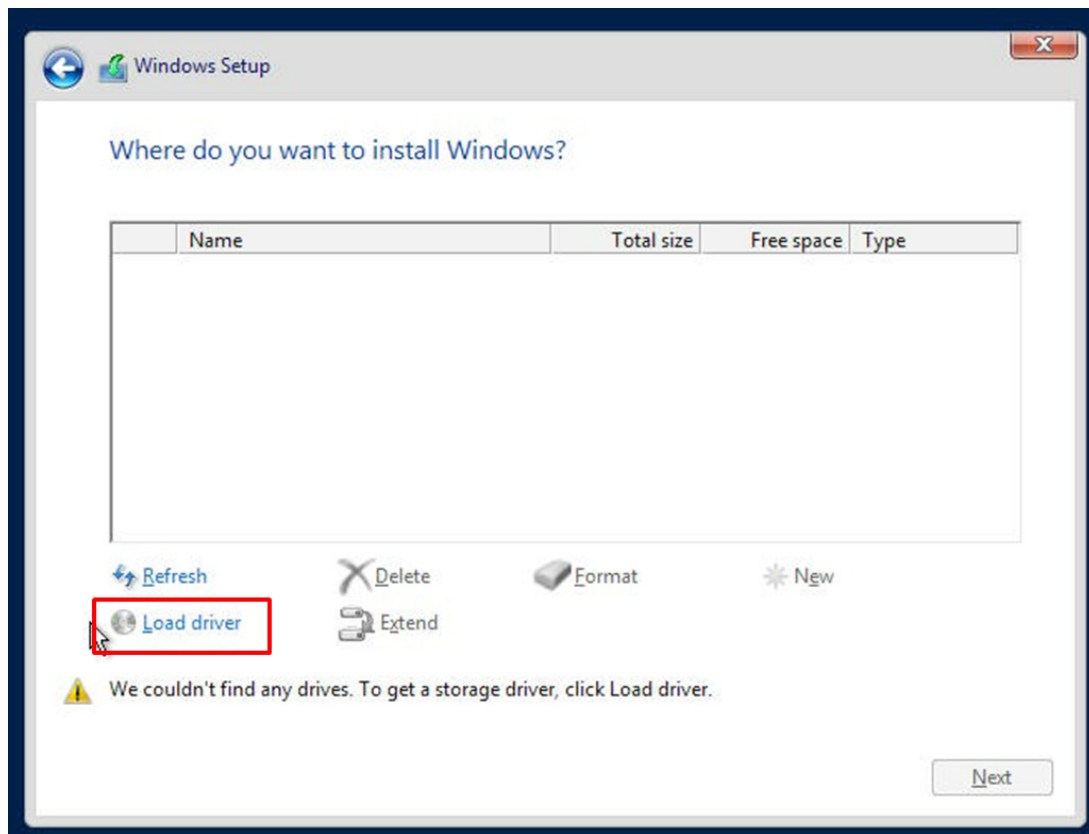 Windows Setup
Where do you want to install Windows?
Name Total size Free space Type
Refresh Delete Format New
Load driver Extend
We couldn't find any drives. To get a storage driver, click Load driver.
Next